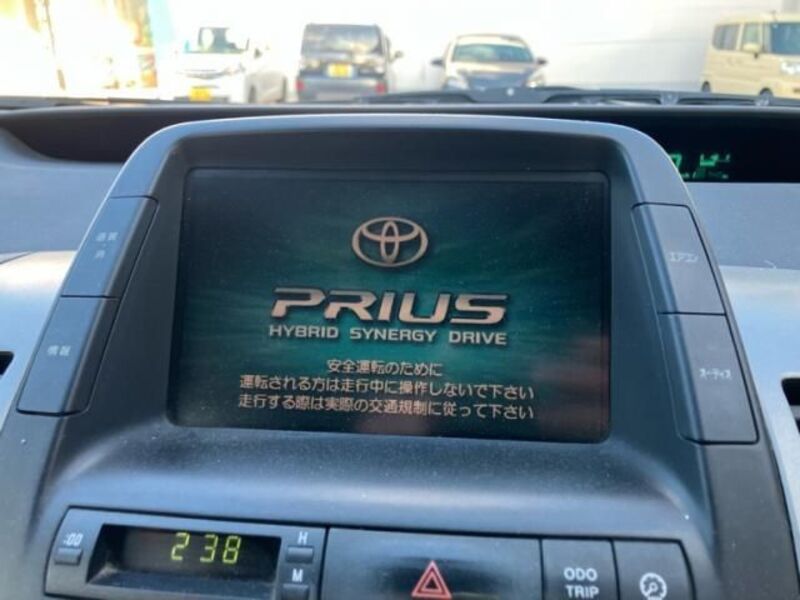 PRIUS
HYBRID SYNERGY DRIVE
安全運転のために
運転される方は走行中に操作しないで下さい
走行する際は実際の交通規制に従って下さい
情報
エアコン
オーディオ
:00
2 38
H
M
ODO
TRIP